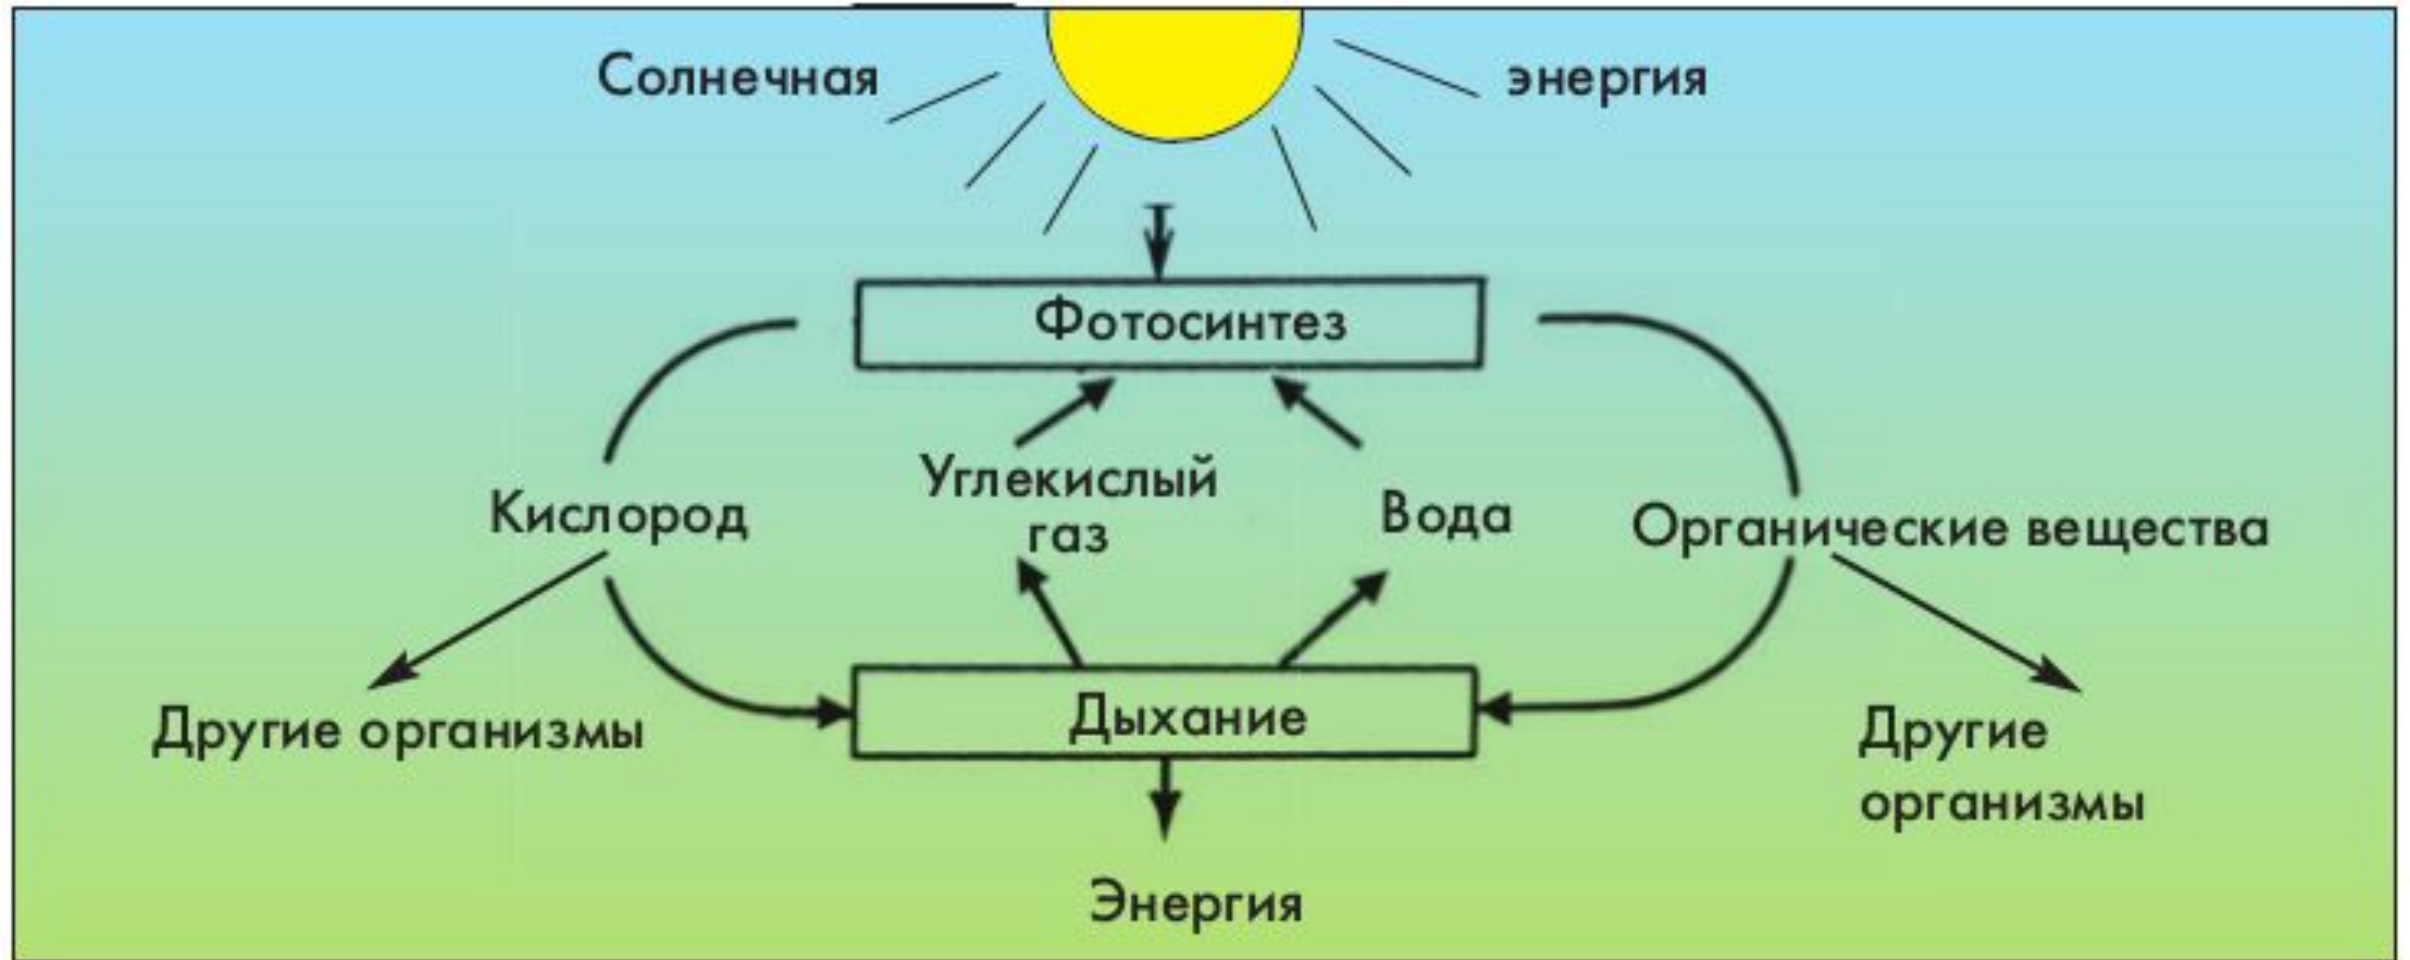 Солнечная энергия
Фотосинтез
Углекислый
газ
Кислород
Вода
Органические вещества
Другие организмы
Дыхание
Другие
организмы
Энергия